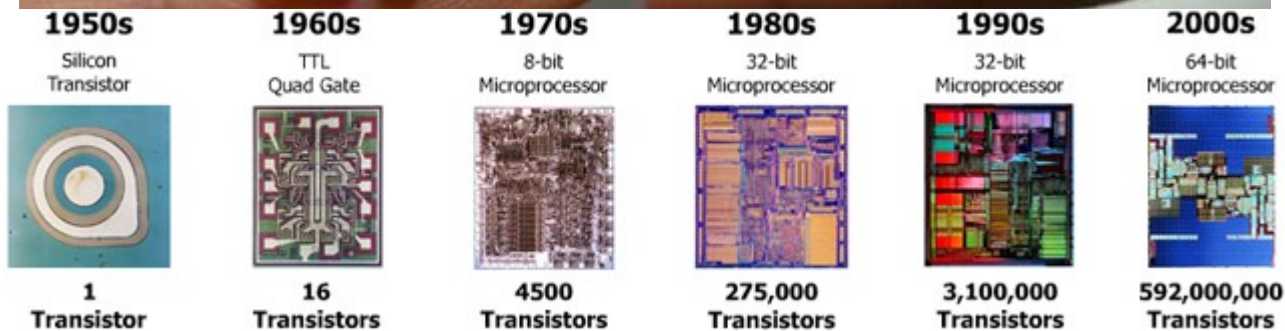 1950s
Silicon
Transistor
1
Transistor
1960s
TTL
Quad Gate
16
Transistors
1970s
8-bit
Microprocessor
4500
Transistors
1980s
32-bit
Microprocessor
275,000
Transistors
1990s
32-bit
Microprocessor
3,100,000
Transistors
2000s
64-bit
Microprocessor
592,000,000
Transistors